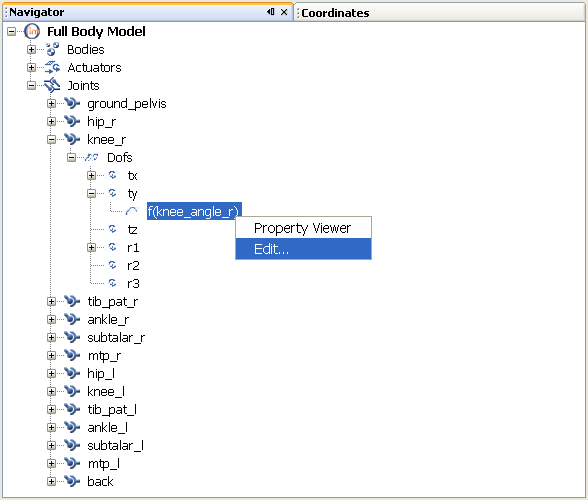 Navigator
Coordinates
Full Body Model
Bodies
Actuators
Joints
ground_pelvis
hip_r
knee_r
Dofs
tx
ty
f(knee_angle_r)
Property Viewer
Edit...
tz
r1
r2
r3
tib_pat_r
ankle_r
subtalar_r
mtp_r
hip_l
knee_l
tib_pat_l
ankle_l
subtalar_l
mtp_l
back